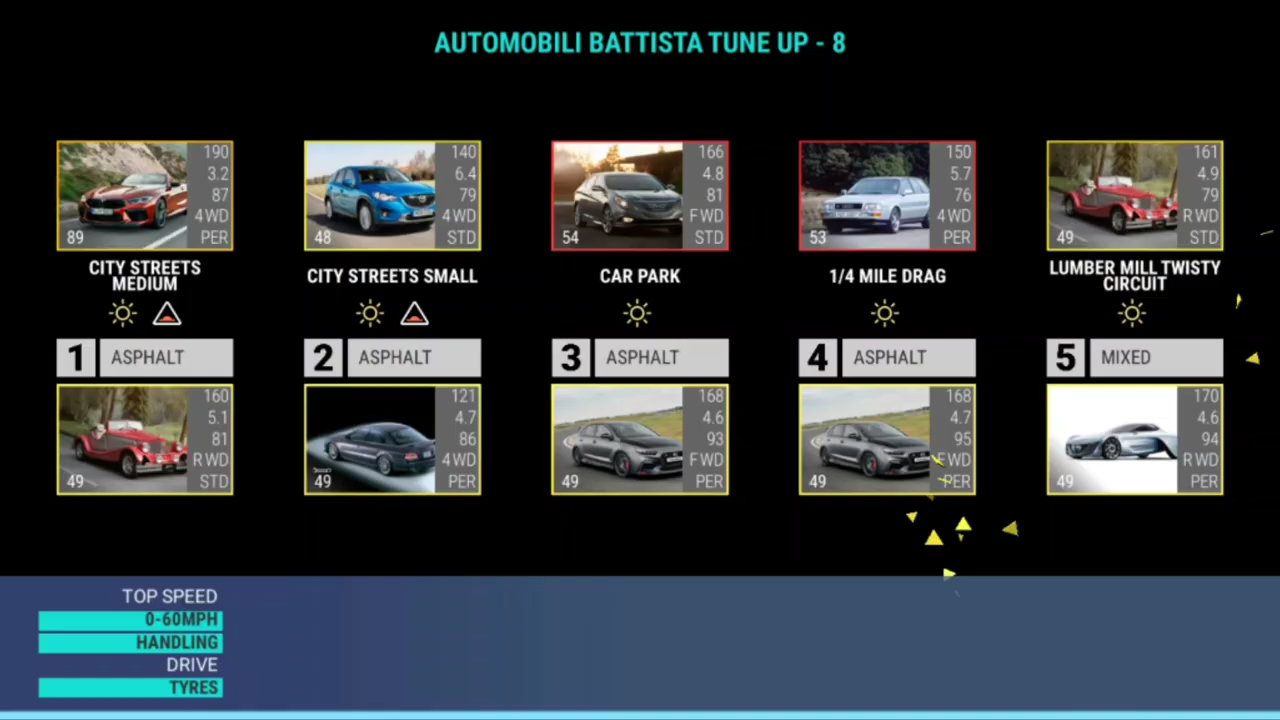 AUTOMOBILI BATTISTA TUNE UP - 8
190
3.2
87
4WD
89
PER
140
6.4
79
4WD
48
STD
166
4.8
81
FWD
54
STD
150
5.7
76
4WD
53
PER
161
4.9
79
RWD
49
STD
CITY STREETS
MEDIUM
CITY STREETS SMALL
CAR PARK
1/4 MILE DRAG
LUMBER MILL TWISTY
CIRCUIT
1 ASPHALT
2 ASPHALT
3 ASPHALT
4 ASPHALT
5 MIXED
160
5.1
81
RWD
49
STD
121
4.7
86
4WD
49
PER
168
4.6
93
FWD
49
PER
168
4.7
95
FWD
49
PER
170
4.6
94
RWD
49
PER
TOP SPEED
0-60MPH
HANDLING
DRIVE
TYRES